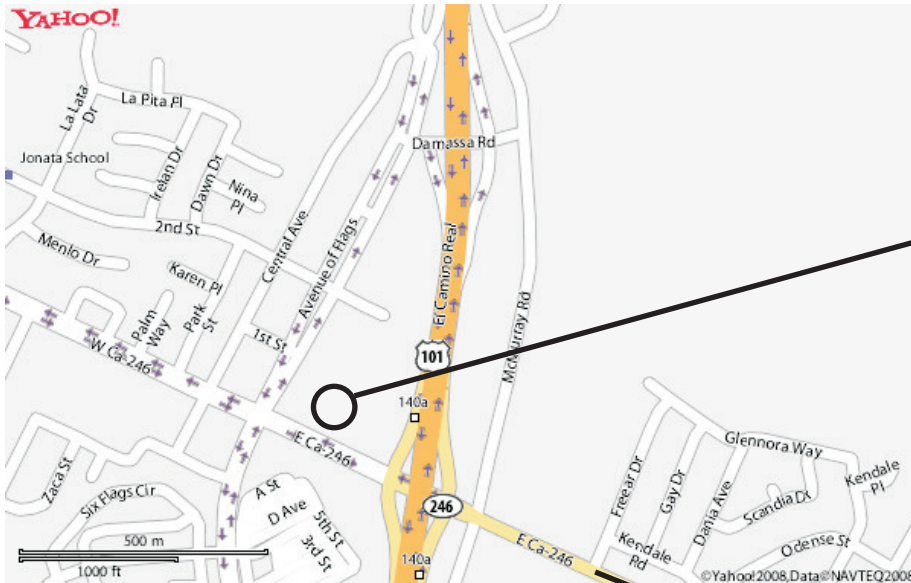 YAHOO!
La Lata Dr
La Pita Pl
Jonata School
Irelan Dr
Dawn Dr
Nina Pl
Damassa Rd
2nd St
Central Ave
Avenue of Flags
El Camino Real
Menlo Dr
Karen Pl
Park St
Palm Way
1st St
W Ca-246
101
McMurray Rd
140a
E Ca-246
Zaca St
Six Flags Cir
A St
D Ave
5th St
3rd St
246
Freear Dr
Gay Dr
Dania Ave
Glennora Way
Scandia Dr
Kendale Pl
Kendale Rd
Odense St
E Ca-246
140a
500 m
1000 ft
©Yahoo!2008,Data©NAVTEQ2008